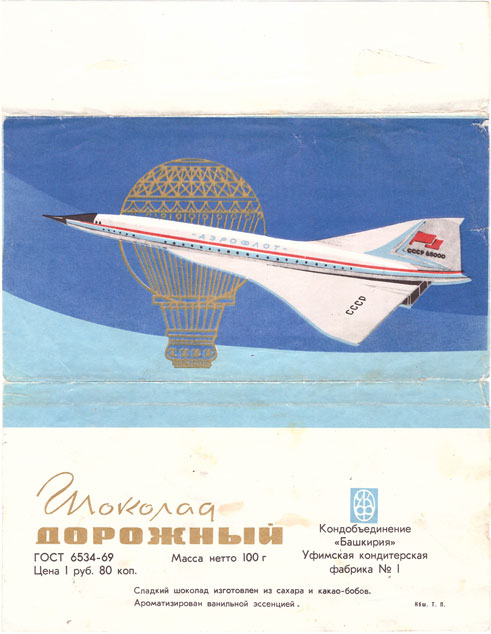 "АЭРОФЛОТ"
СССР 68000
СССР
Шоколад
ДОРОЖНЫЙ
ГОСТ 6534-69
Масса нетто 100 г
Цена 1 руб. 80 коп.
Кондобъединение
«Башкирия»
Уфимская кондитерская
фабрика № 1
Сладкий шоколад изготовлен из сахара и какао-бобов.
Ароматизирован ванильной эссенцией.
Т. П.